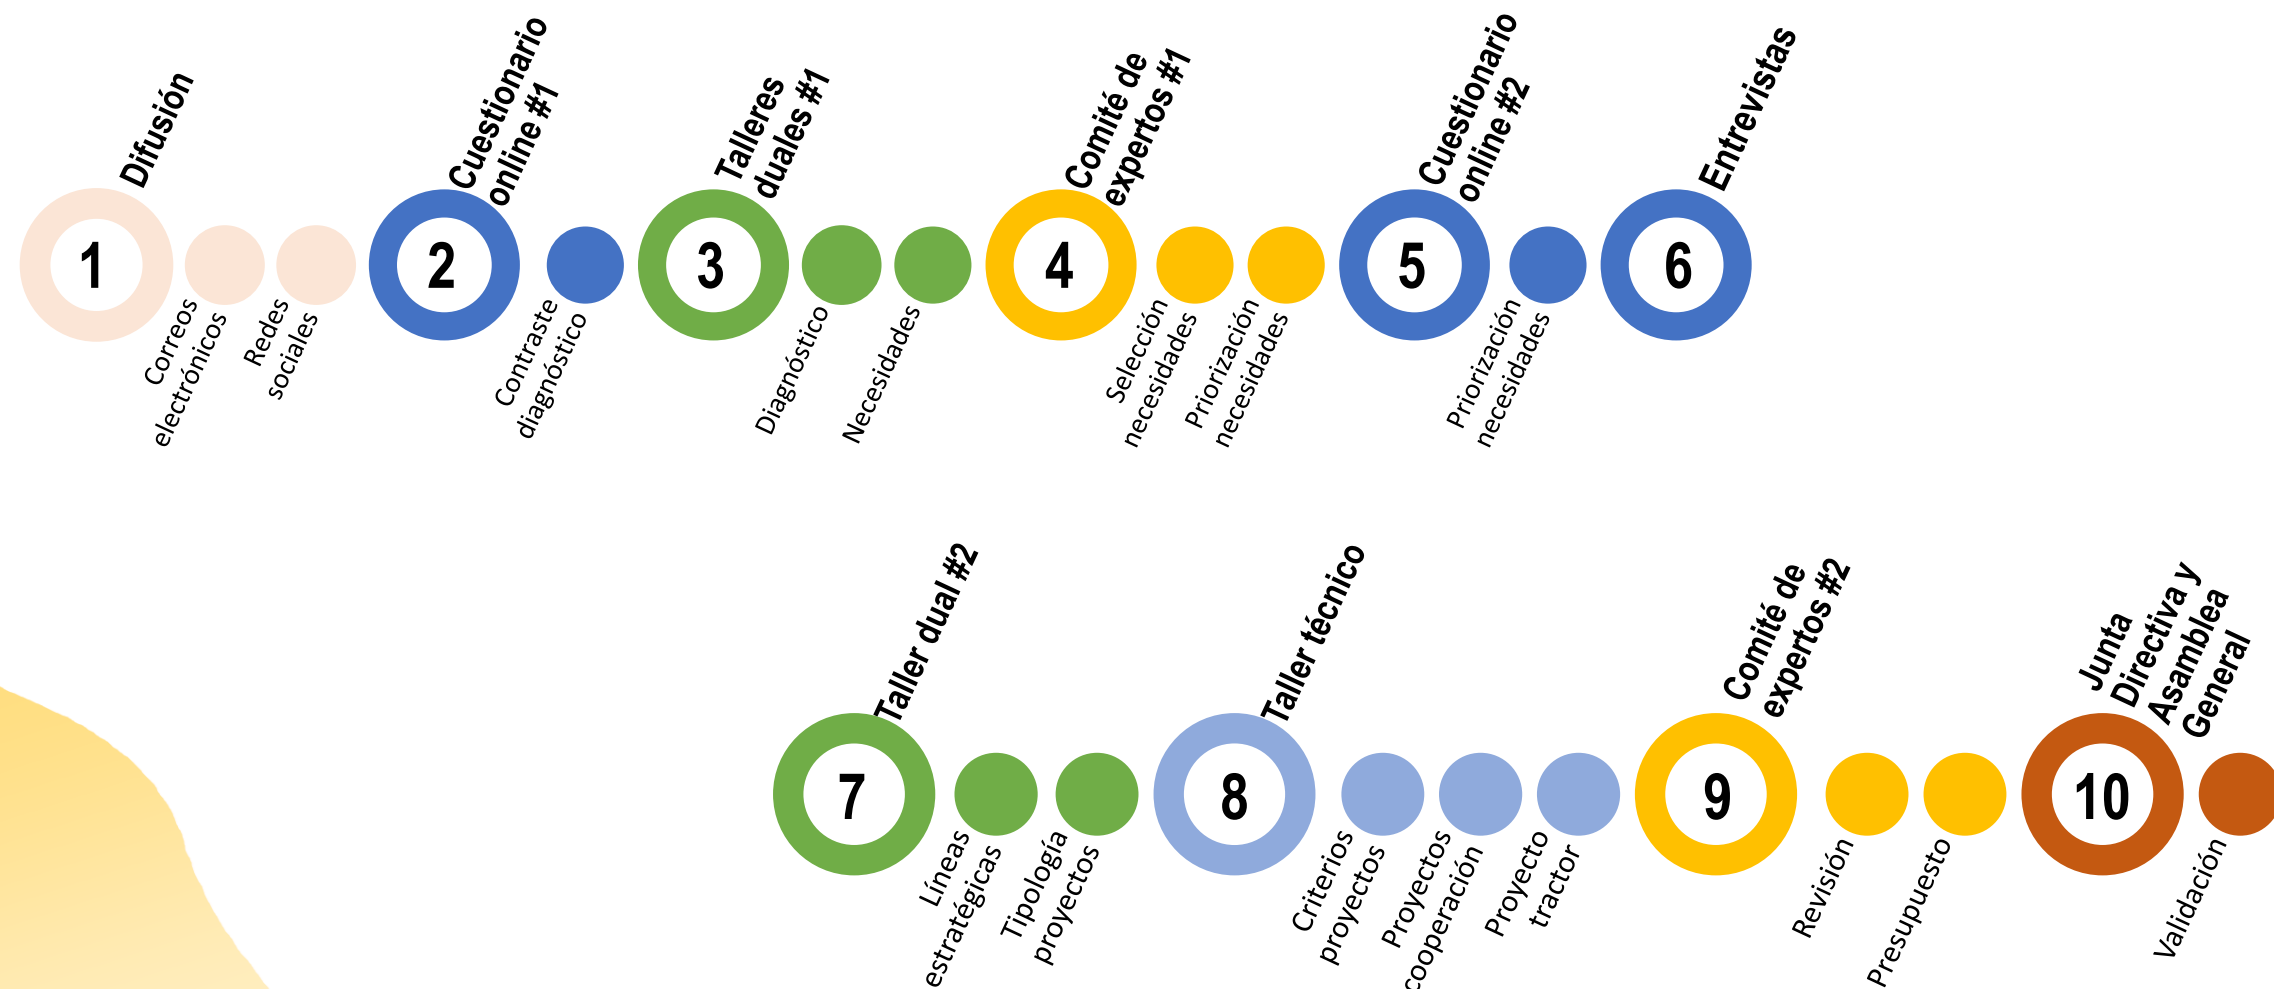 Difusión
1
Correos
electrónicos
Redes
sociales
Cuestionario
online #1
2
Contraste
diagnóstico
Talleres
duales #1
3
Diagnóstico
Necesidades
Comité de
expertos #1
4
Selección
necesidades
Priorización
necesidades
Cuestionario
online #2
5
Priorización
necesidades
Entrevistas
6
Taller dual #2
7
Líneas
estratégicas
Tipología
proyectos
Taller técnico
8
Criterios
proyectos
Proyectos
cooperación
Proyecto
tractor
Comité de
expertos #2
9
Revisión
Presupuesto
Junta
Directiva y
Asamblea
General
10
Validación